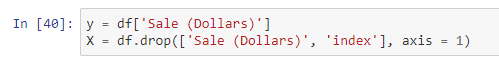 In [40]: y = df['Sale (Dollars)']
X = df.drop(['Sale (Dollars)', 'index'], axis = 1)